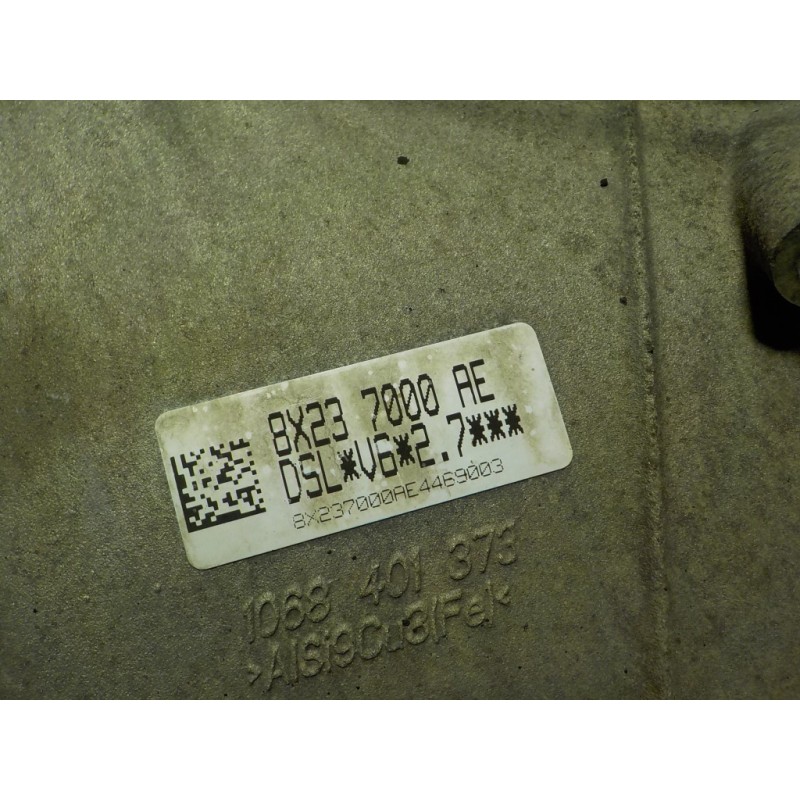 8X23 7000 AE
DSL*V6*2.7***
8X237000AE4469003
1068 401 373
>AlSi9Cu3(Fe)<